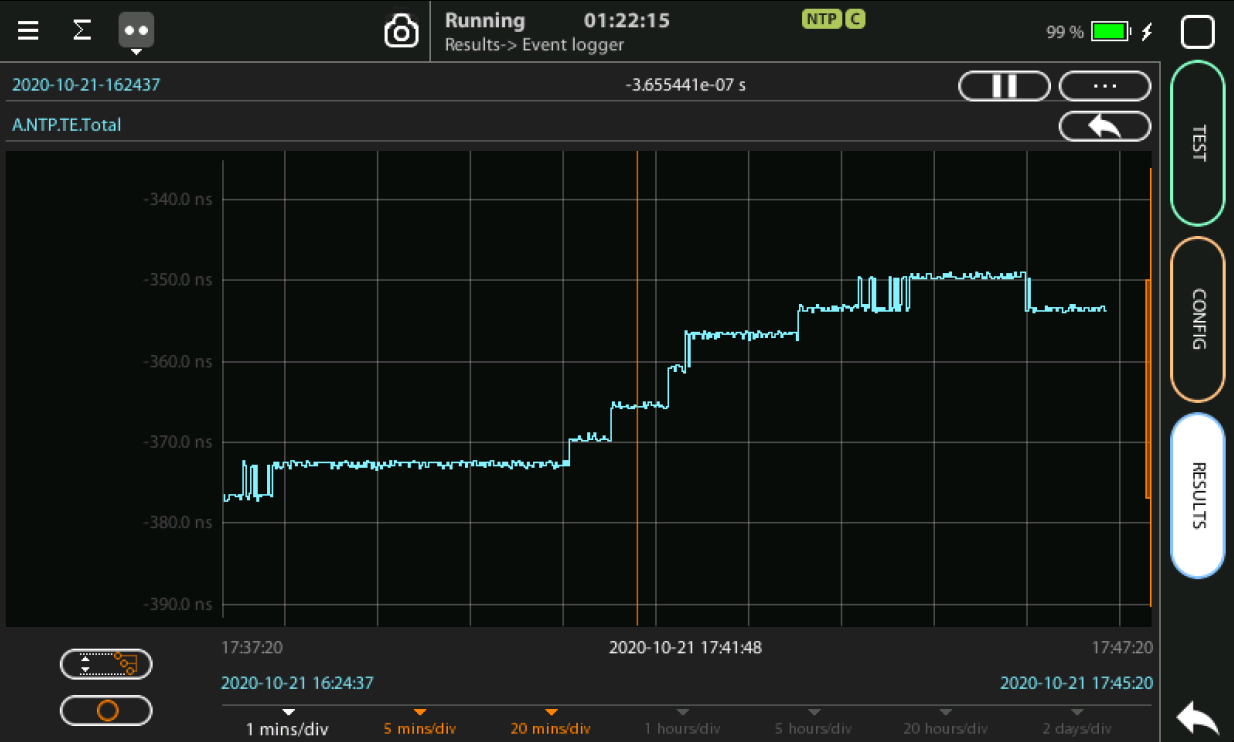 Running 01:22:15 NTP C 99 %
Results-> Event logger
2020-10-21-162437 -3.655441e-07 s ...
A.NTP.TE.Total
-340.0 ns
-350.0 ns
-360.0 ns
-370.0 ns
-380.0 ns
-390.0 ns
17:37:20 2020-10-21 17:41:48 17:47:20
2020-10-21 16:24:37 2020-10-21 17:45:20
1 mins/div 5 mins/div 20 mins/div 1 hours/div 5 hours/div 20 hours/div 2 days/div
TEST
CONFIG
RESULTS